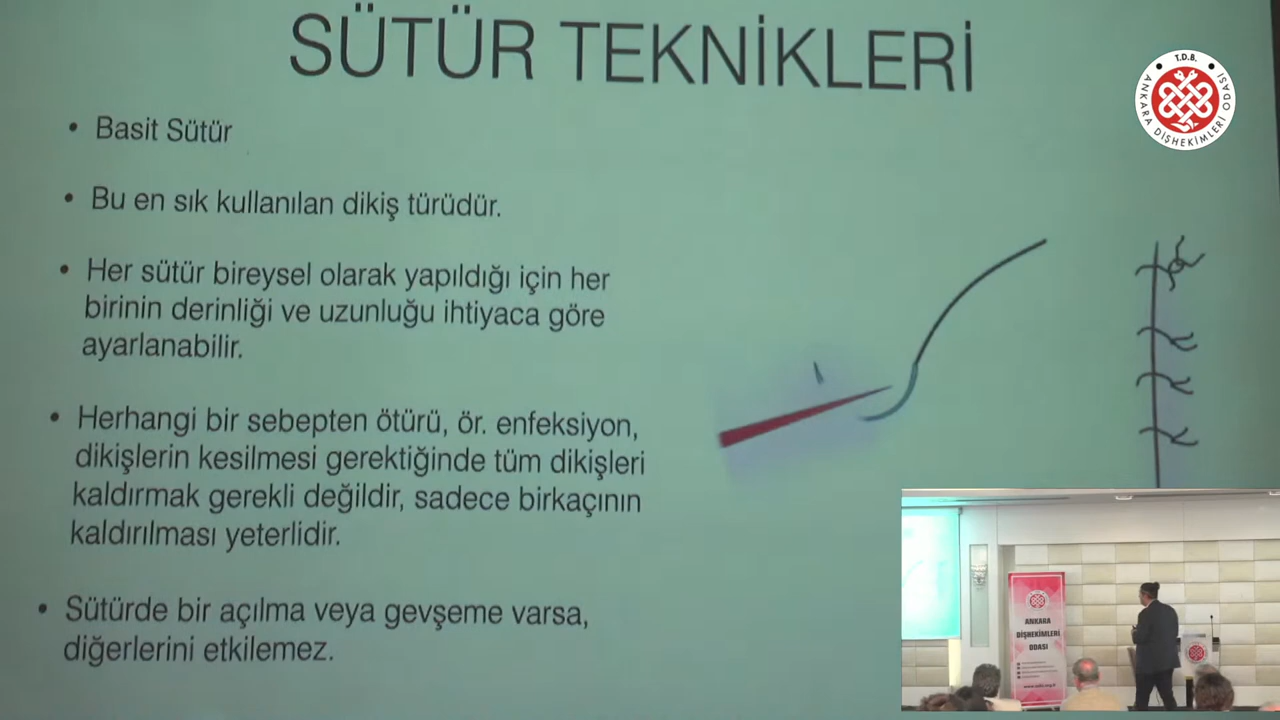 SÜTÜR TEKNİKLERİ
T.D.B.
ANKARA DİŞHEKİMLERİ ODASI
• Basit Sütür
• Bu en sık kullanılan dikiş türüdür.
• Her sütür bireysel olarak yapıldığı için her
birinin derinliği ve uzunluğu ihtiyaca göre
ayarlanabilir.
• Herhangi bir sebepten ötürü, ör. enfeksiyon,
dikişlerin kesilmesi gerektiğinde tüm dikişleri
kaldırmak gerekli değildir, sadece birkaçının
kaldırılması yeterlidir.
• Sütürde bir açılma veya gevşeme varsa,
diğerlerini etkilemez.
ANKARA
DİŞHEKİMLERİ
ODASI